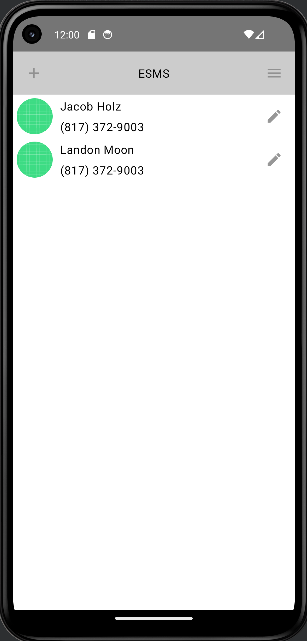 12:00
ESMS
Jacob Holz
(817) 372-9003
Landon Moon
(817) 372-9003